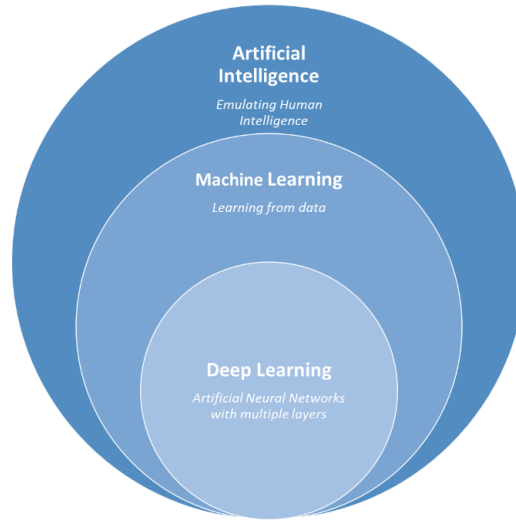 Artificial
Intelligence
Emulating Human
Intelligence
Machine Learning
Learning from data
Deep Learning
Artificial Neural Networks
with multiple layers